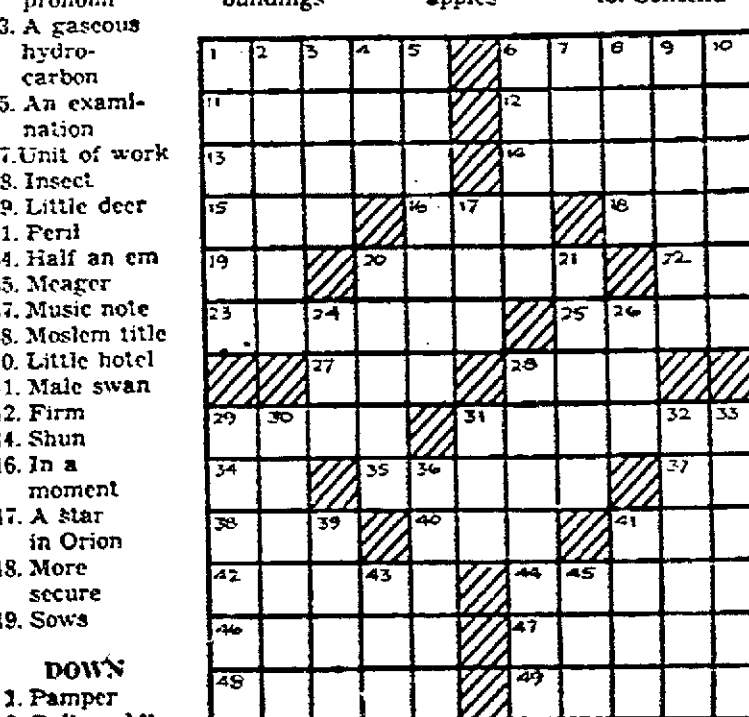 pronoun
buildings
apples
3. A gaseous
hydro-
carbon
5. An exami-
nation
7. Unit of work
8. Insect
9. Little deer
1. Peril
4. Half an em
5. Meager
7. Music note
8. Moslem title
0. Little hotel
1. Male swan
2. Firm
4. Shun
6. In a
moment
7. A star
in Orion
8. More
secure
9. Sows
DOWN
1. Pamper
1 2 3 4 5 6 7 8 9 10
11 12
13 14
15 16 17 18
19 20 21 22
23 24 25 26
27 28
29 30 31 32 33
34 35 36 37
38 39 40 41
42 43 44 45
46 47
48 49